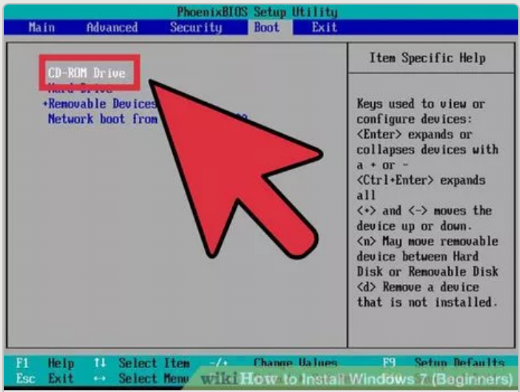 PhoenixBIOS Setup Utility
Main Advanced Security Boot Exit
CD-ROM Drive
Hard Drive
+Removable Devices
Network boot from
Item Specific Help
Keys used to view or
configure devices:
<Enter> expands or
collapses devices with
a + or -
<Ctrl+Enter> expands
all
<+> and <-> moves the
device up or down.
<n> May move removable
device between Hard
Disk or Removable Disk
<d> Remove a device
that is not installed.
F1 Help ↑↓ Select Item -/+ Change Values F9 Setup Defaults
Esc Exit ↔ Select Menu
wikiHow to Install Windows 7 (Beginners)